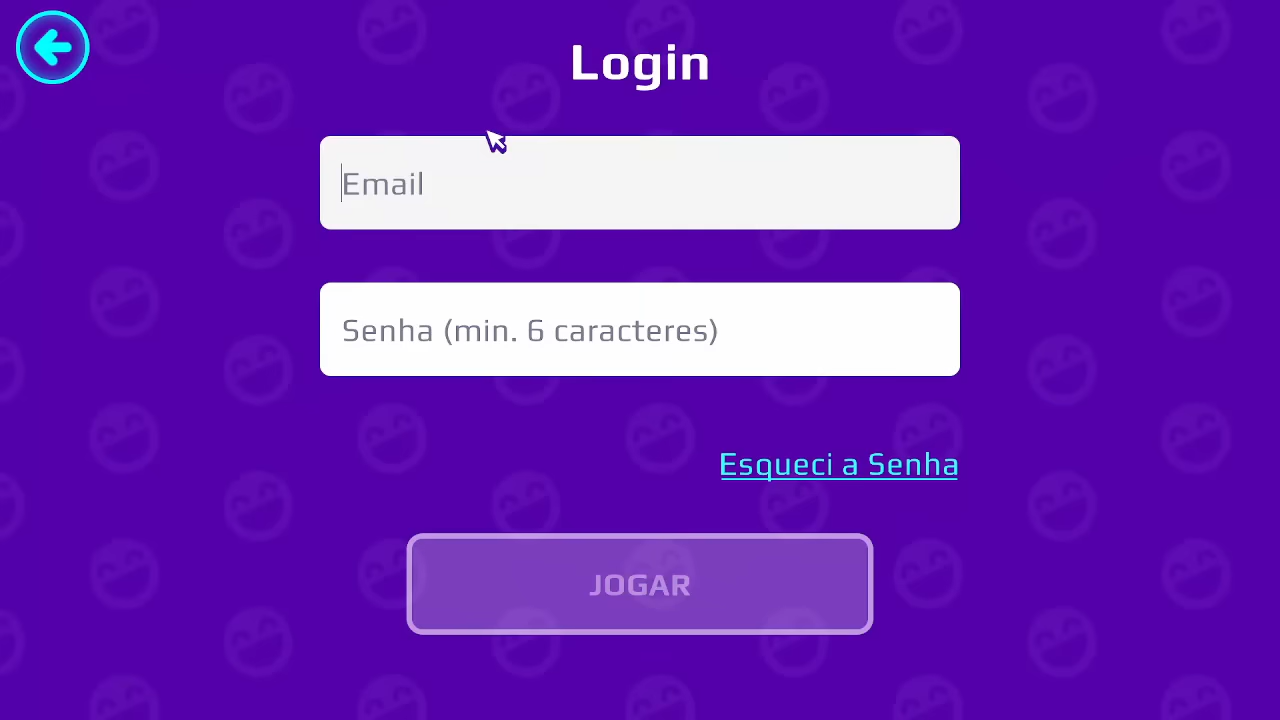 Login
Email
Senha (min. 6 caracteres)
Esqueci a Senha
JOGAR